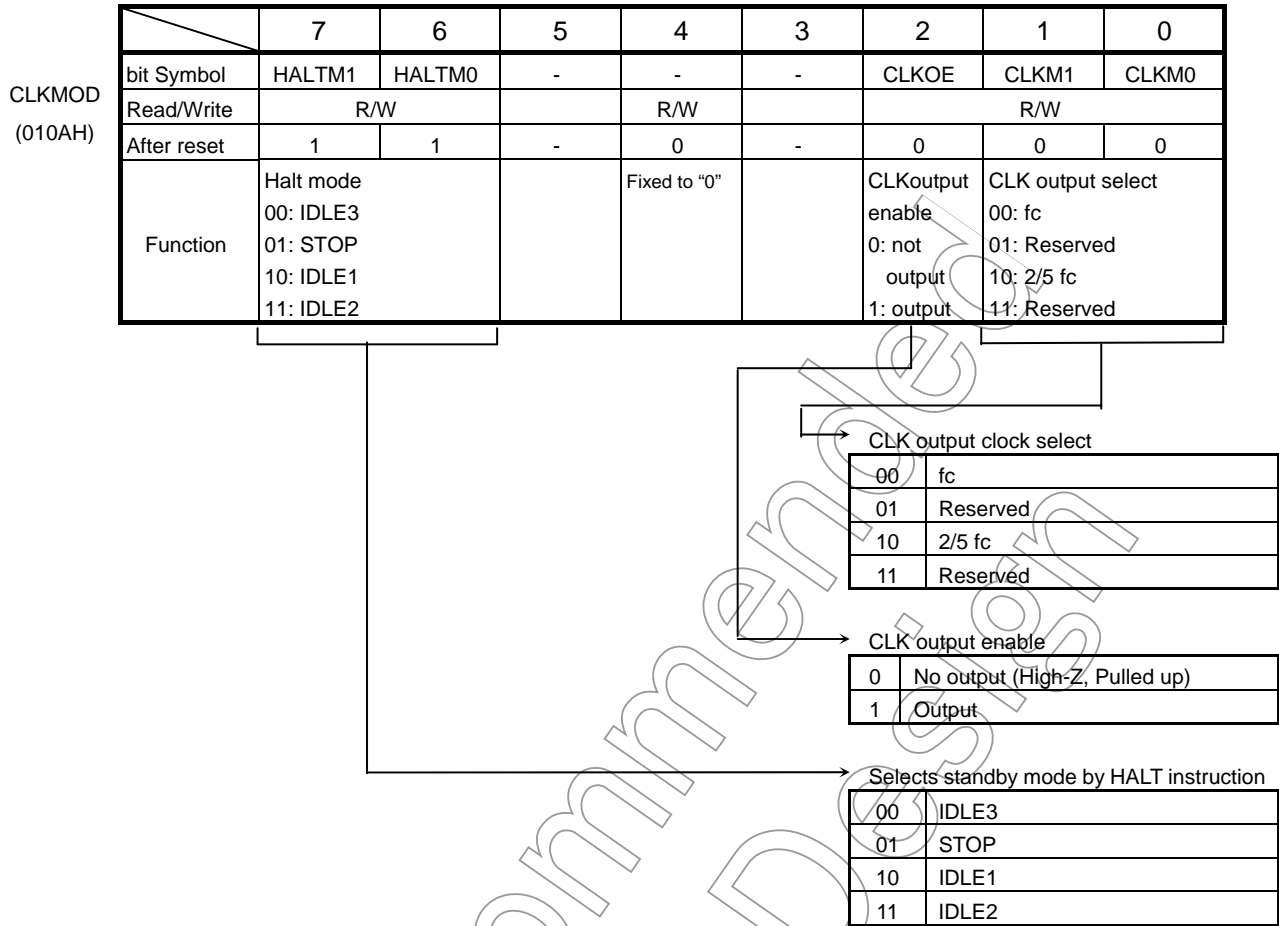 7 6 5 4 3 2 1 0
CLKMOD
(010AH)
bit Symbol HALTM1 HALTM0 - - - CLKOE CLKM1 CLKM0
Read/Write R/W R/W R/W
After reset 1 1 - 0 - 0 0 0
Function
Halt mode
00: IDLE3
01: STOP
10: IDLE1
11: IDLE2
Fixed to “0”
CLKoutput
enable
0: not
output
1: output
CLK output select
00: fc
01: Reserved
10: 2/5 fc
11: Reserved
CLK output clock select
00 fc
01 Reserved
10 2/5 fc
11 Reserved
CLK output enable
0 No output (High-Z, Pulled up)
1 Output
Selects standby mode by HALT instruction
00 IDLE3
01 STOP
10 IDLE1
11 IDLE2
ommended
Design